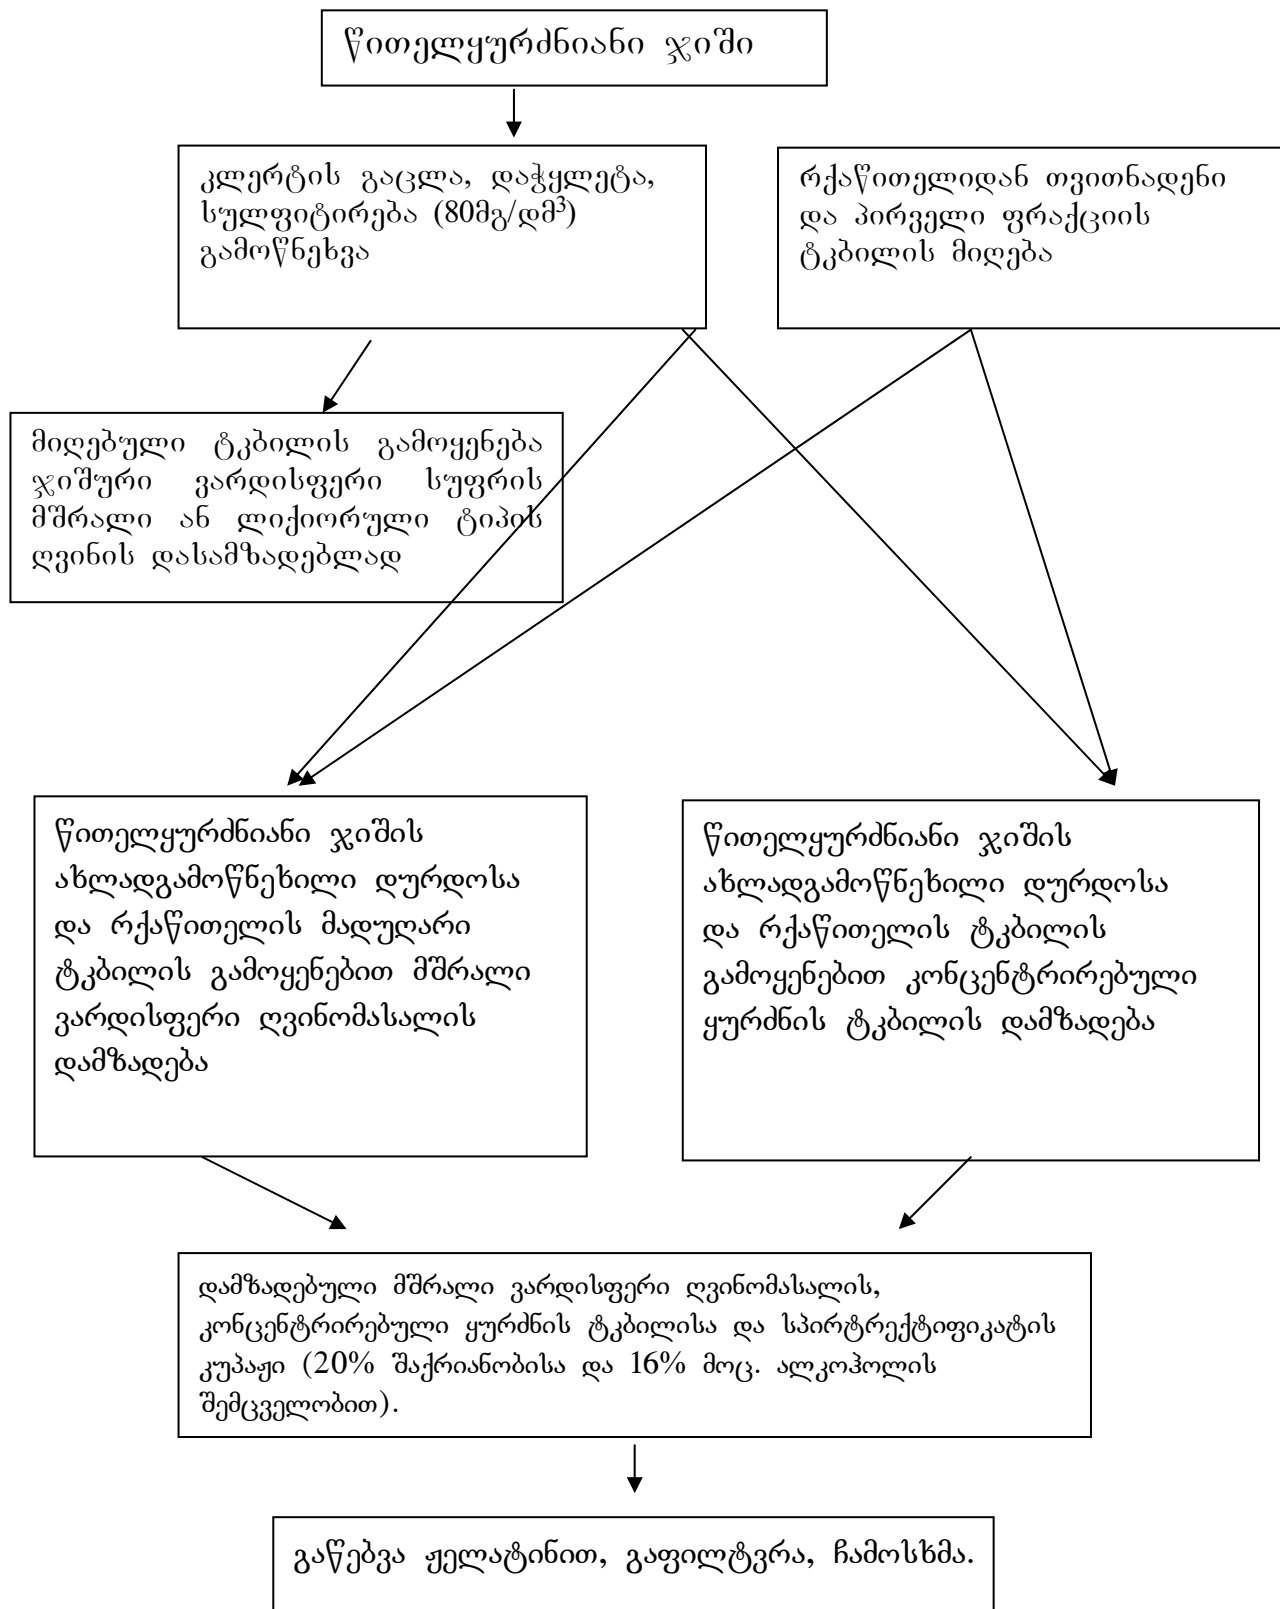 წითელყურძნიანი ჯიში
კლერტის გაცლა, დაჭყლეტა,
სულფიტირება (80მგ/დმ³)
გამოწნეხვა
რქაწითელიდან თვითნადენი
და პირველი ფრაქციის
ტკბილის მიღება
მიღებული ტკბილის გამოყენება
ჯიშური ვარდისფერი სუფრის
მშრალი ან ლიქიორული ტიპის
ღვინის დასამზადებლად
წითელყურძნიანი ჯიშის
ახლადგამოწნეხილი დურდოსა
და რქაწითელის მადუღარი
ტკბილის გამოყენებით მშრალი
ვარდისფერი ღვინომასალის
დამზადება
წითელყურძნიანი ჯიშის
ახლადგამოწნეხილი დურდოსა
და რქაწითელის ტკბილის
გამოყენებით კონცენტრირებული
ყურძნის ტკბილის დამზადება
დამზადებული მშრალი ვარდისფერი ღვინომასალის,
კონცენტრირებული ყურძნის ტკბილისა და სპირტრექტიფიკატის
კუპაჟი (20% შაქრიანობისა და 16% მოც. ალკოჰოლის
შემცველობით).
გაწებვა ჟელატინით, გაფილტვრა, ჩამოსხმა.